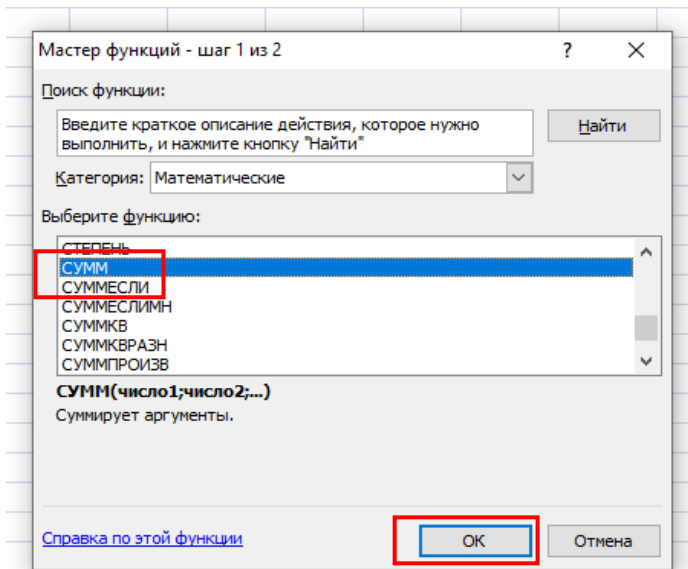 Мастер функций - шаг 1 из 2
Поиск функции:
Введите краткое описание действия, которое нужно
выполнить, и нажмите кнопку "Найти"
Найти
Категория: Математические
Выберите функцию:
СТЕПЕНЬ
СУММ
СУММЕСЛИ
СУММЕСЛИМН
СУММКВ
СУММКВРАЗН
СУММПРОИЗВ
СУММ(число1;число2;...)
Суммирует аргументы.
Справка по этой функции
ОК
Отмена